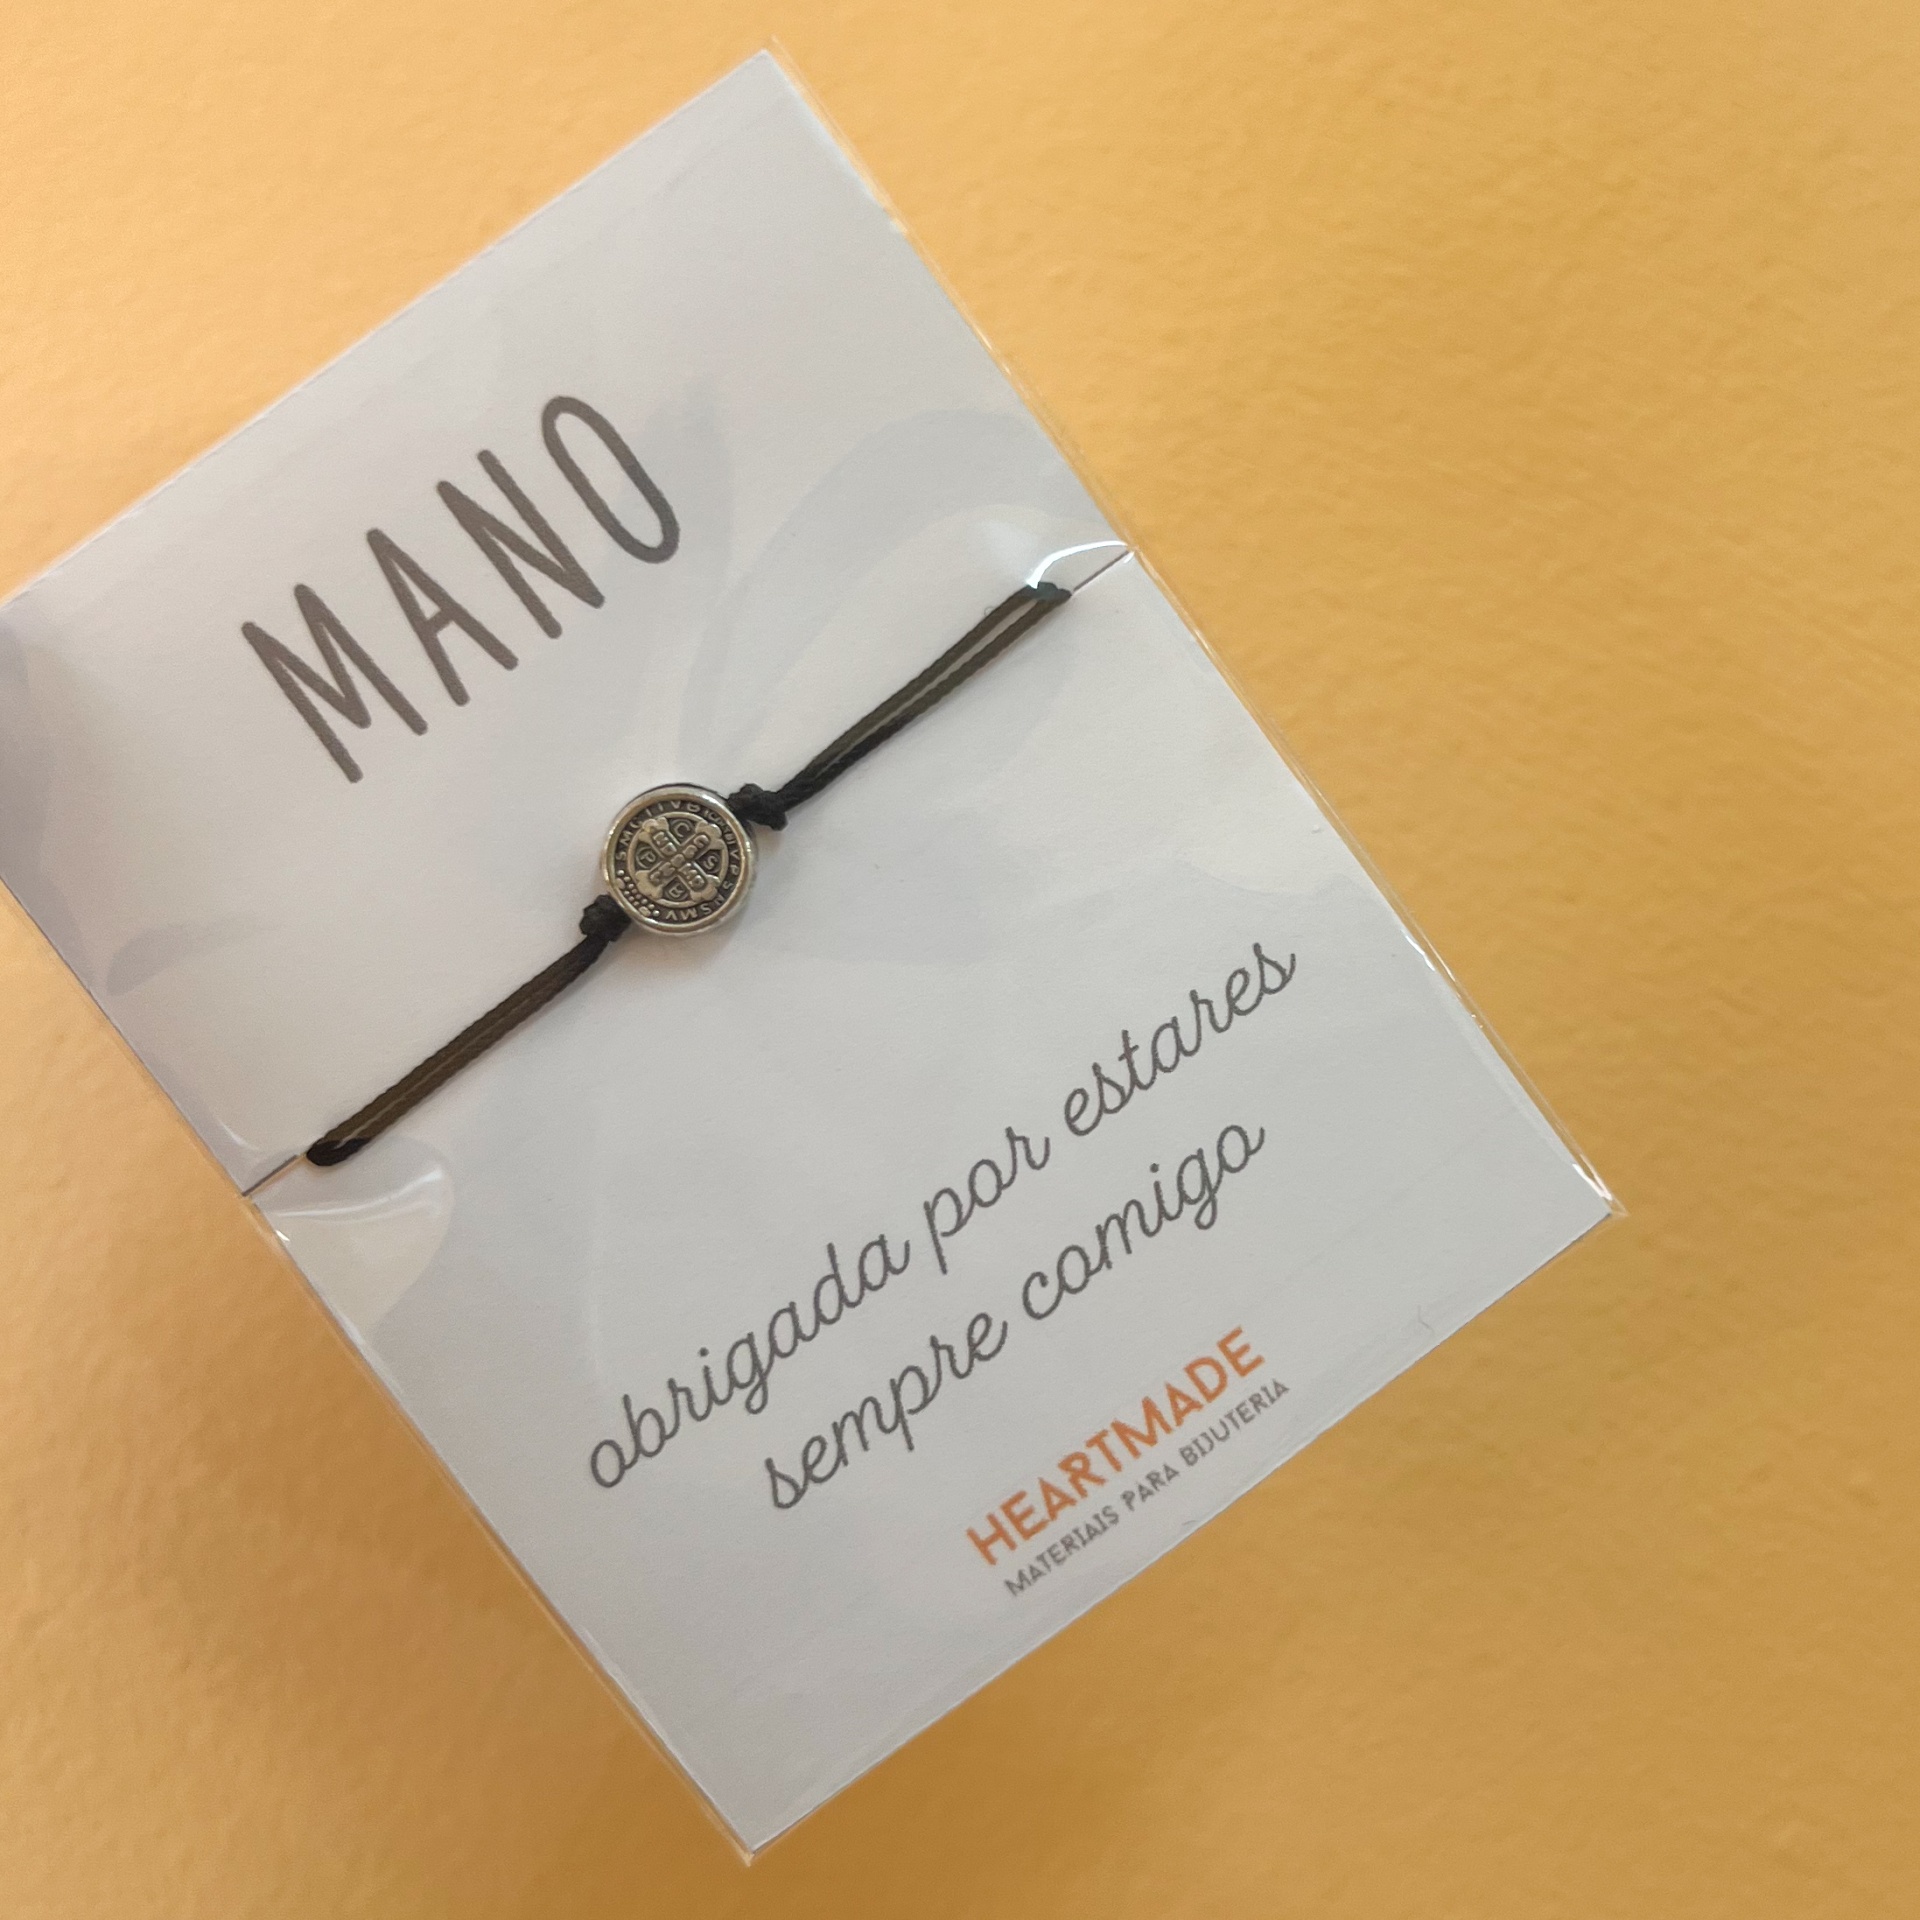 MANO
obrigada por estares
sempre comigo
HEARTMADE
MATERIAIS PARA BIJUTERIA